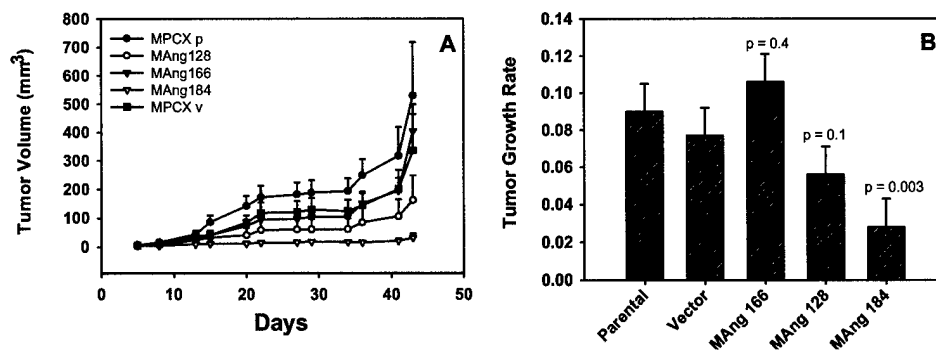 A
800
700
600
500
400
300
200
100
0
Tumor Volume (mm³)
MPCX p
MAng128
MAng166
MAng184
MPCX v
0 10 20 30 40 50
Days
B
0.14
0.12
0.10
0.08
0.06
0.04
0.02
0.00
Tumor Growth Rate
p = 0.4
p = 0.1
p = 0.003
Parental
Vector
MAng 166
MAng 128
MAng 184